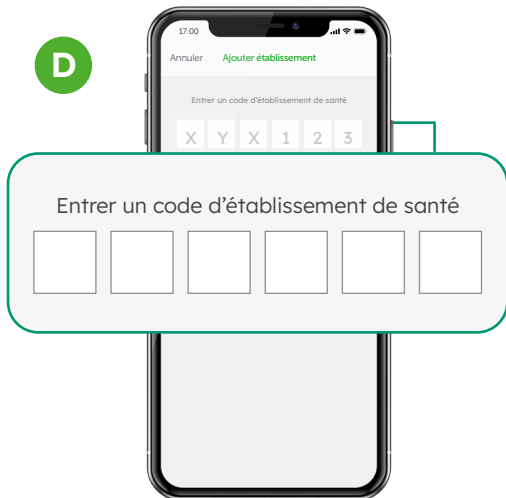 D
17:00
Annuler Ajouter établissement
Entrer un code d'établissement de santé
X Y X 1 2 3
Entrer un code d'établissement de santé